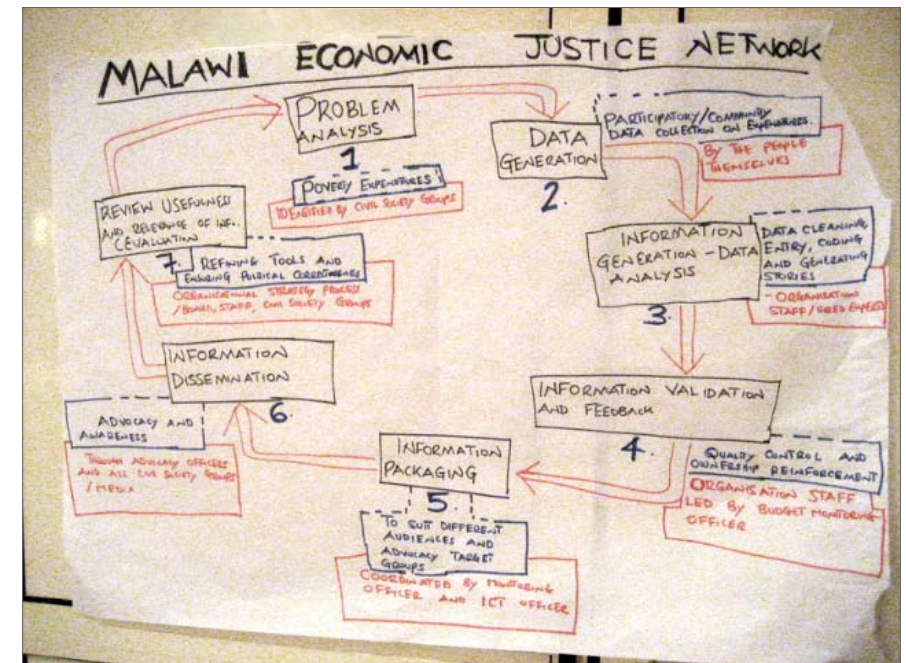 MALAWI ECONOMIC JUSTICE NETWORK
PROBLEM
ANALYSIS
1
POVERTY EXPENDITURES
IDENTIFIED BY CIVIL SOCIETY GROUPS
DATA
GENERATION
2.
PARTICIPATORY/COMMUNITY
DATA COLLECTION ON EXPENDITURES.
BY THE PEOPLE
THEMSELVES
INFORMATION
GENERATION - DATA
ANALYSIS
3.
DATA CLEANING
ENTRY, CODING
AND GENERATING
STORIES
- ORGANISATION
STAFF/HIRED EXPERTS
INFORMATION VALIDATION
AND FEEDBACK
4.
QUALITY CONTROL AND
OWNERSHIP REINFORCEMENT
ORGANISATION STAFF
LED BY BUDGET MONITORING
OFFICER
INFORMATION
PACKAGING
5.
TO SUIT DIFFERENT
AUDIENCES AND
ADVOCACY TARGET
GROUPS
COORDINATED BY MONITORING
OFFICER AND ICT OFFICER
INFORMATION
DISSEMINATION
6.
ADVOCACY AND
AWARENESS
THROUGH ADVOCACY OFFICERS
AND ALL CIVIL SOCIETY GROUPS
/MEDIA
REVIEW USEFULNESS
AND RELEVANCE OF INFO.
(EVALUATION
7.
REFINING TOOLS AND
ENSURING POLITICAL CORRECTNESS
ORGANIZATIONAL STRATEGY PROCESS
/BOARD, STAFF, CIVIL SOCIETY GROUPS